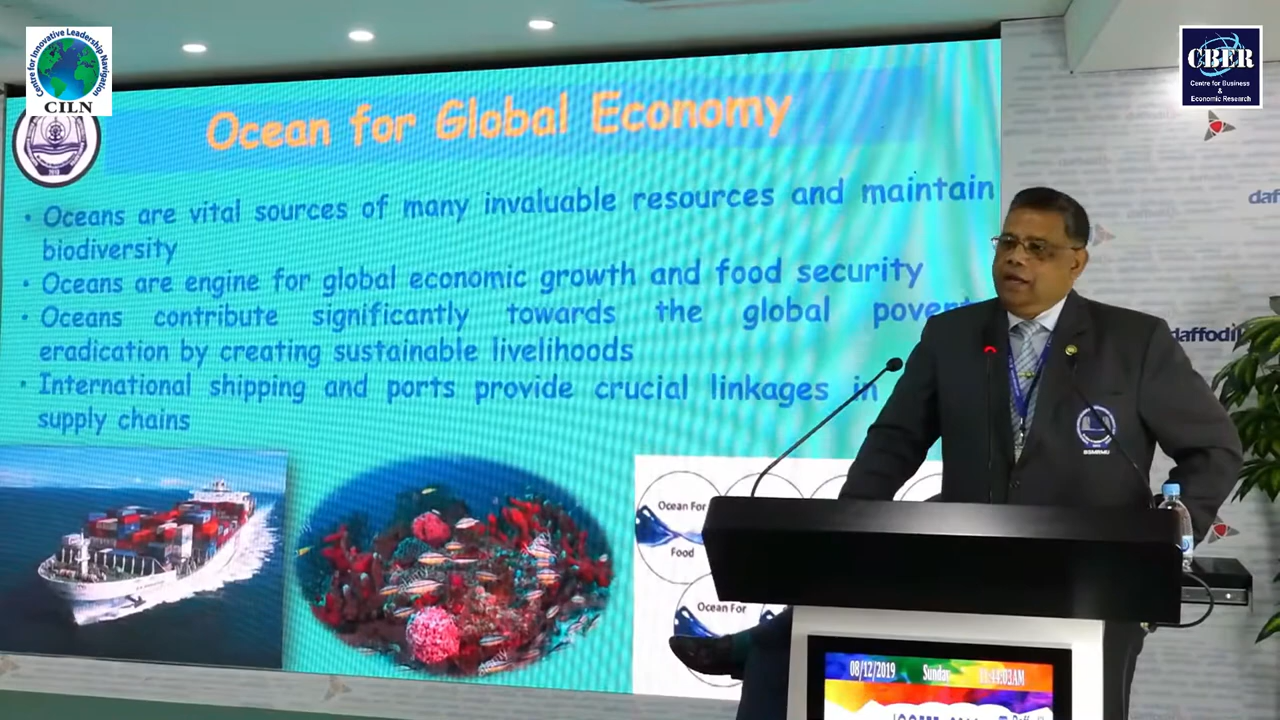 Centre for Innovative Leadership Navigation
CILN
CBER
Centre for Business
&
Economic Research
Ocean for Global Economy
• Oceans are vital sources of many invaluable resources and maintain
biodiversity
• Oceans are engine for global economic growth and food security
• Oceans contribute significantly towards the global
eradication by creating sustainable livelihoods
• International shipping and ports provide crucial linkages in
supply chains
Ocean For
Food
Ocean For
daffodil
BSMRMU
08/12/2019 Sunday